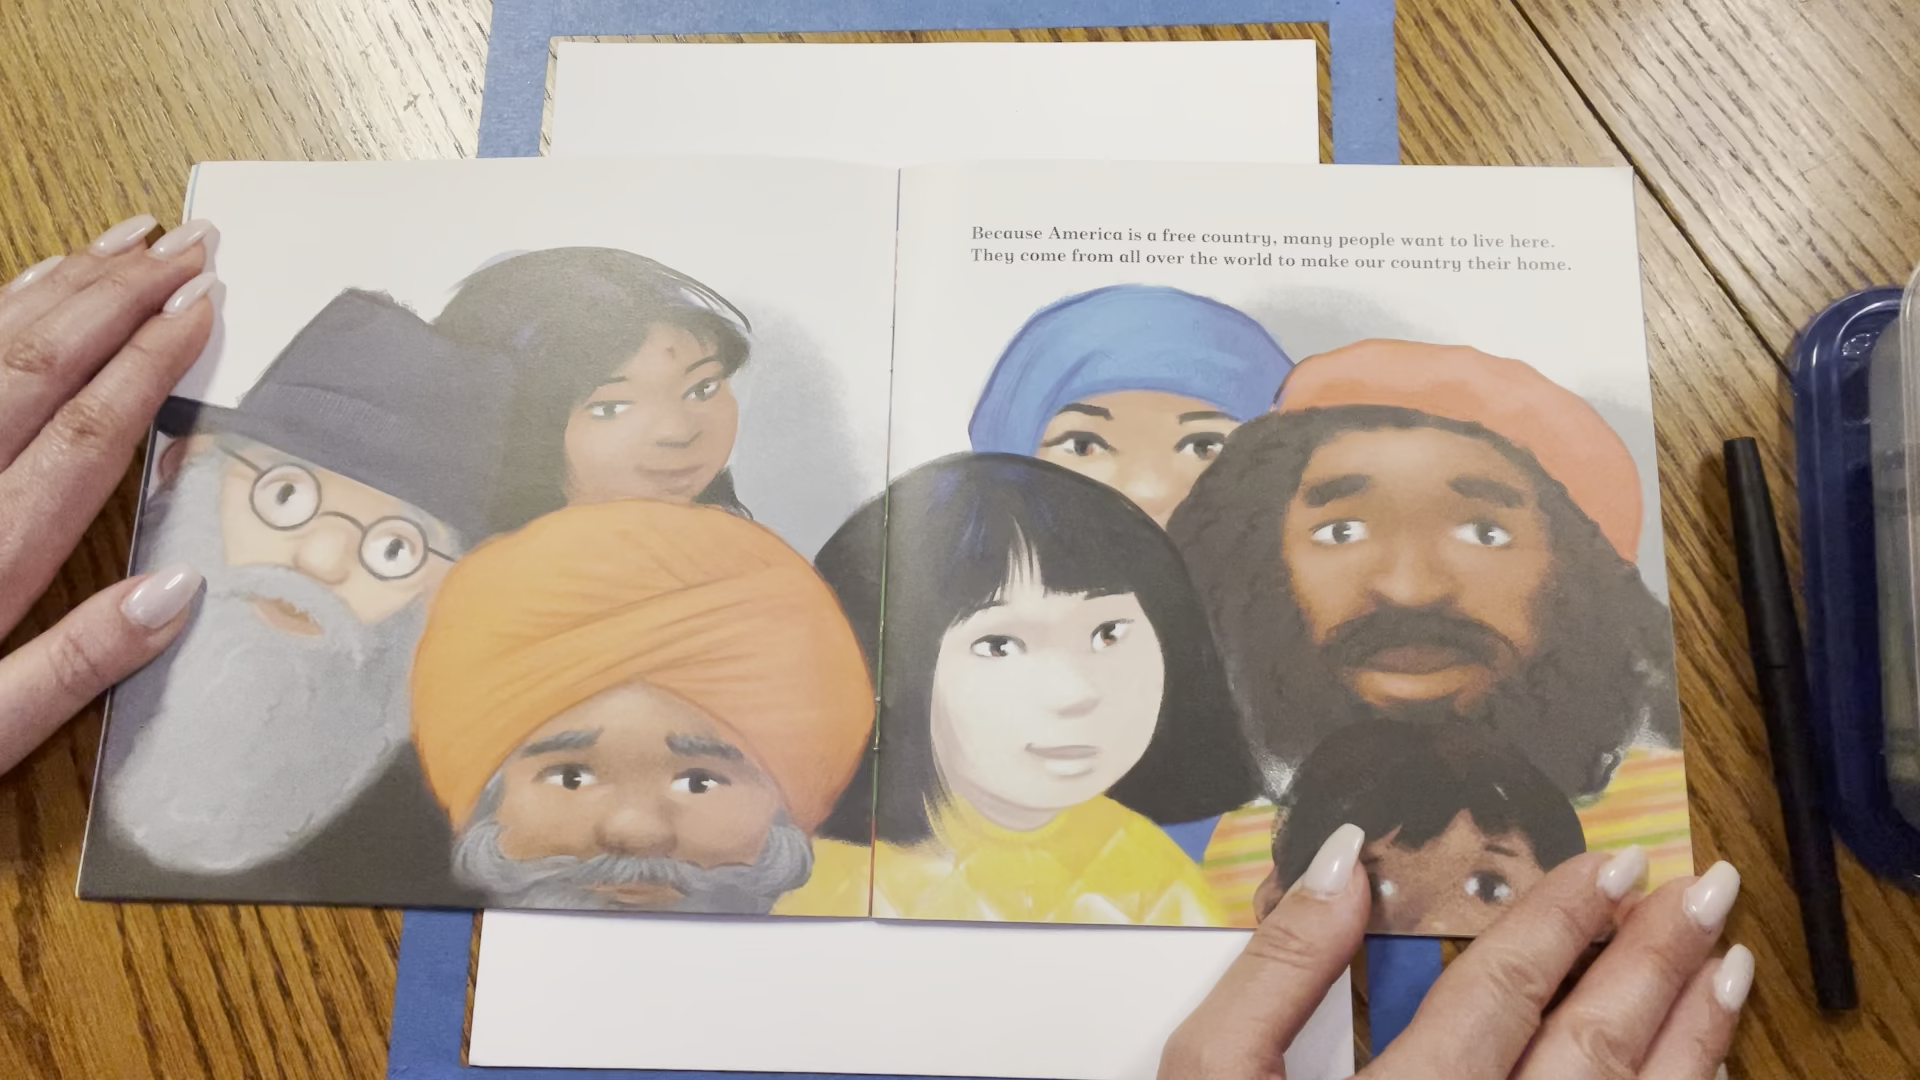 Because America is a free country, many people want to live here.
They come from all over the world to make our country their home.